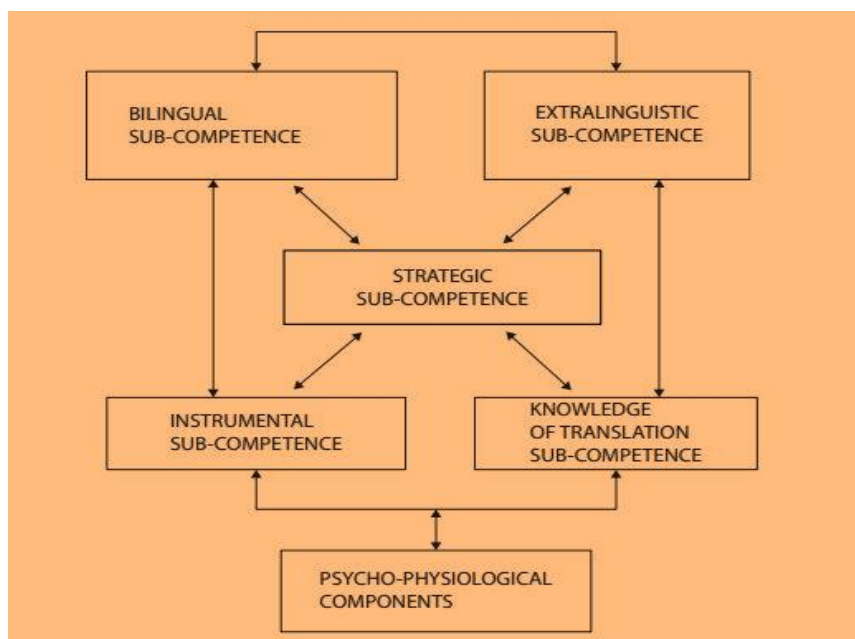 BILINGUAL
SUB-COMPETENCE
EXTRALINGUISTIC
SUB-COMPETENCE
STRATEGIC
SUB-COMPETENCE
INSTRUMENTAL
SUB-COMPETENCE
KNOWLEDGE
OF TRANSLATION
SUB-COMPETENCE
PSYCHO-PHYSIOLOGICAL
COMPONENTS